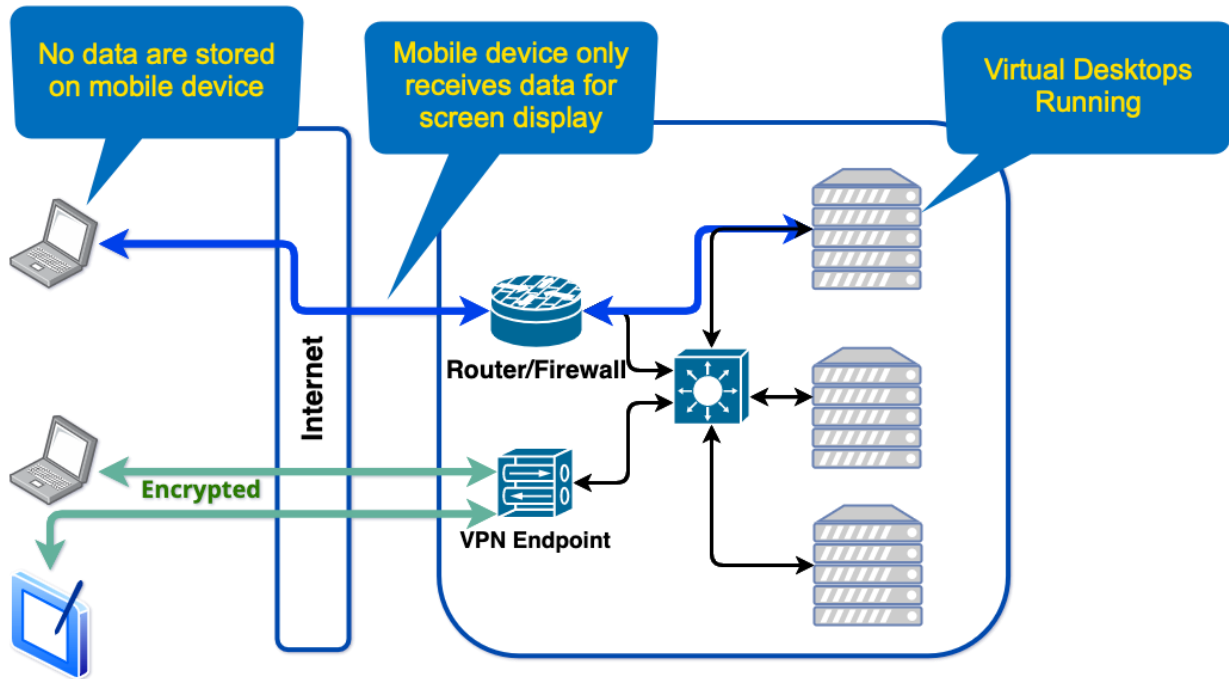 No data are stored
on mobile device
Mobile device only
receives data for
screen display
Virtual Desktops
Running
Internet
Router/Firewall
Encrypted
VPN Endpoint